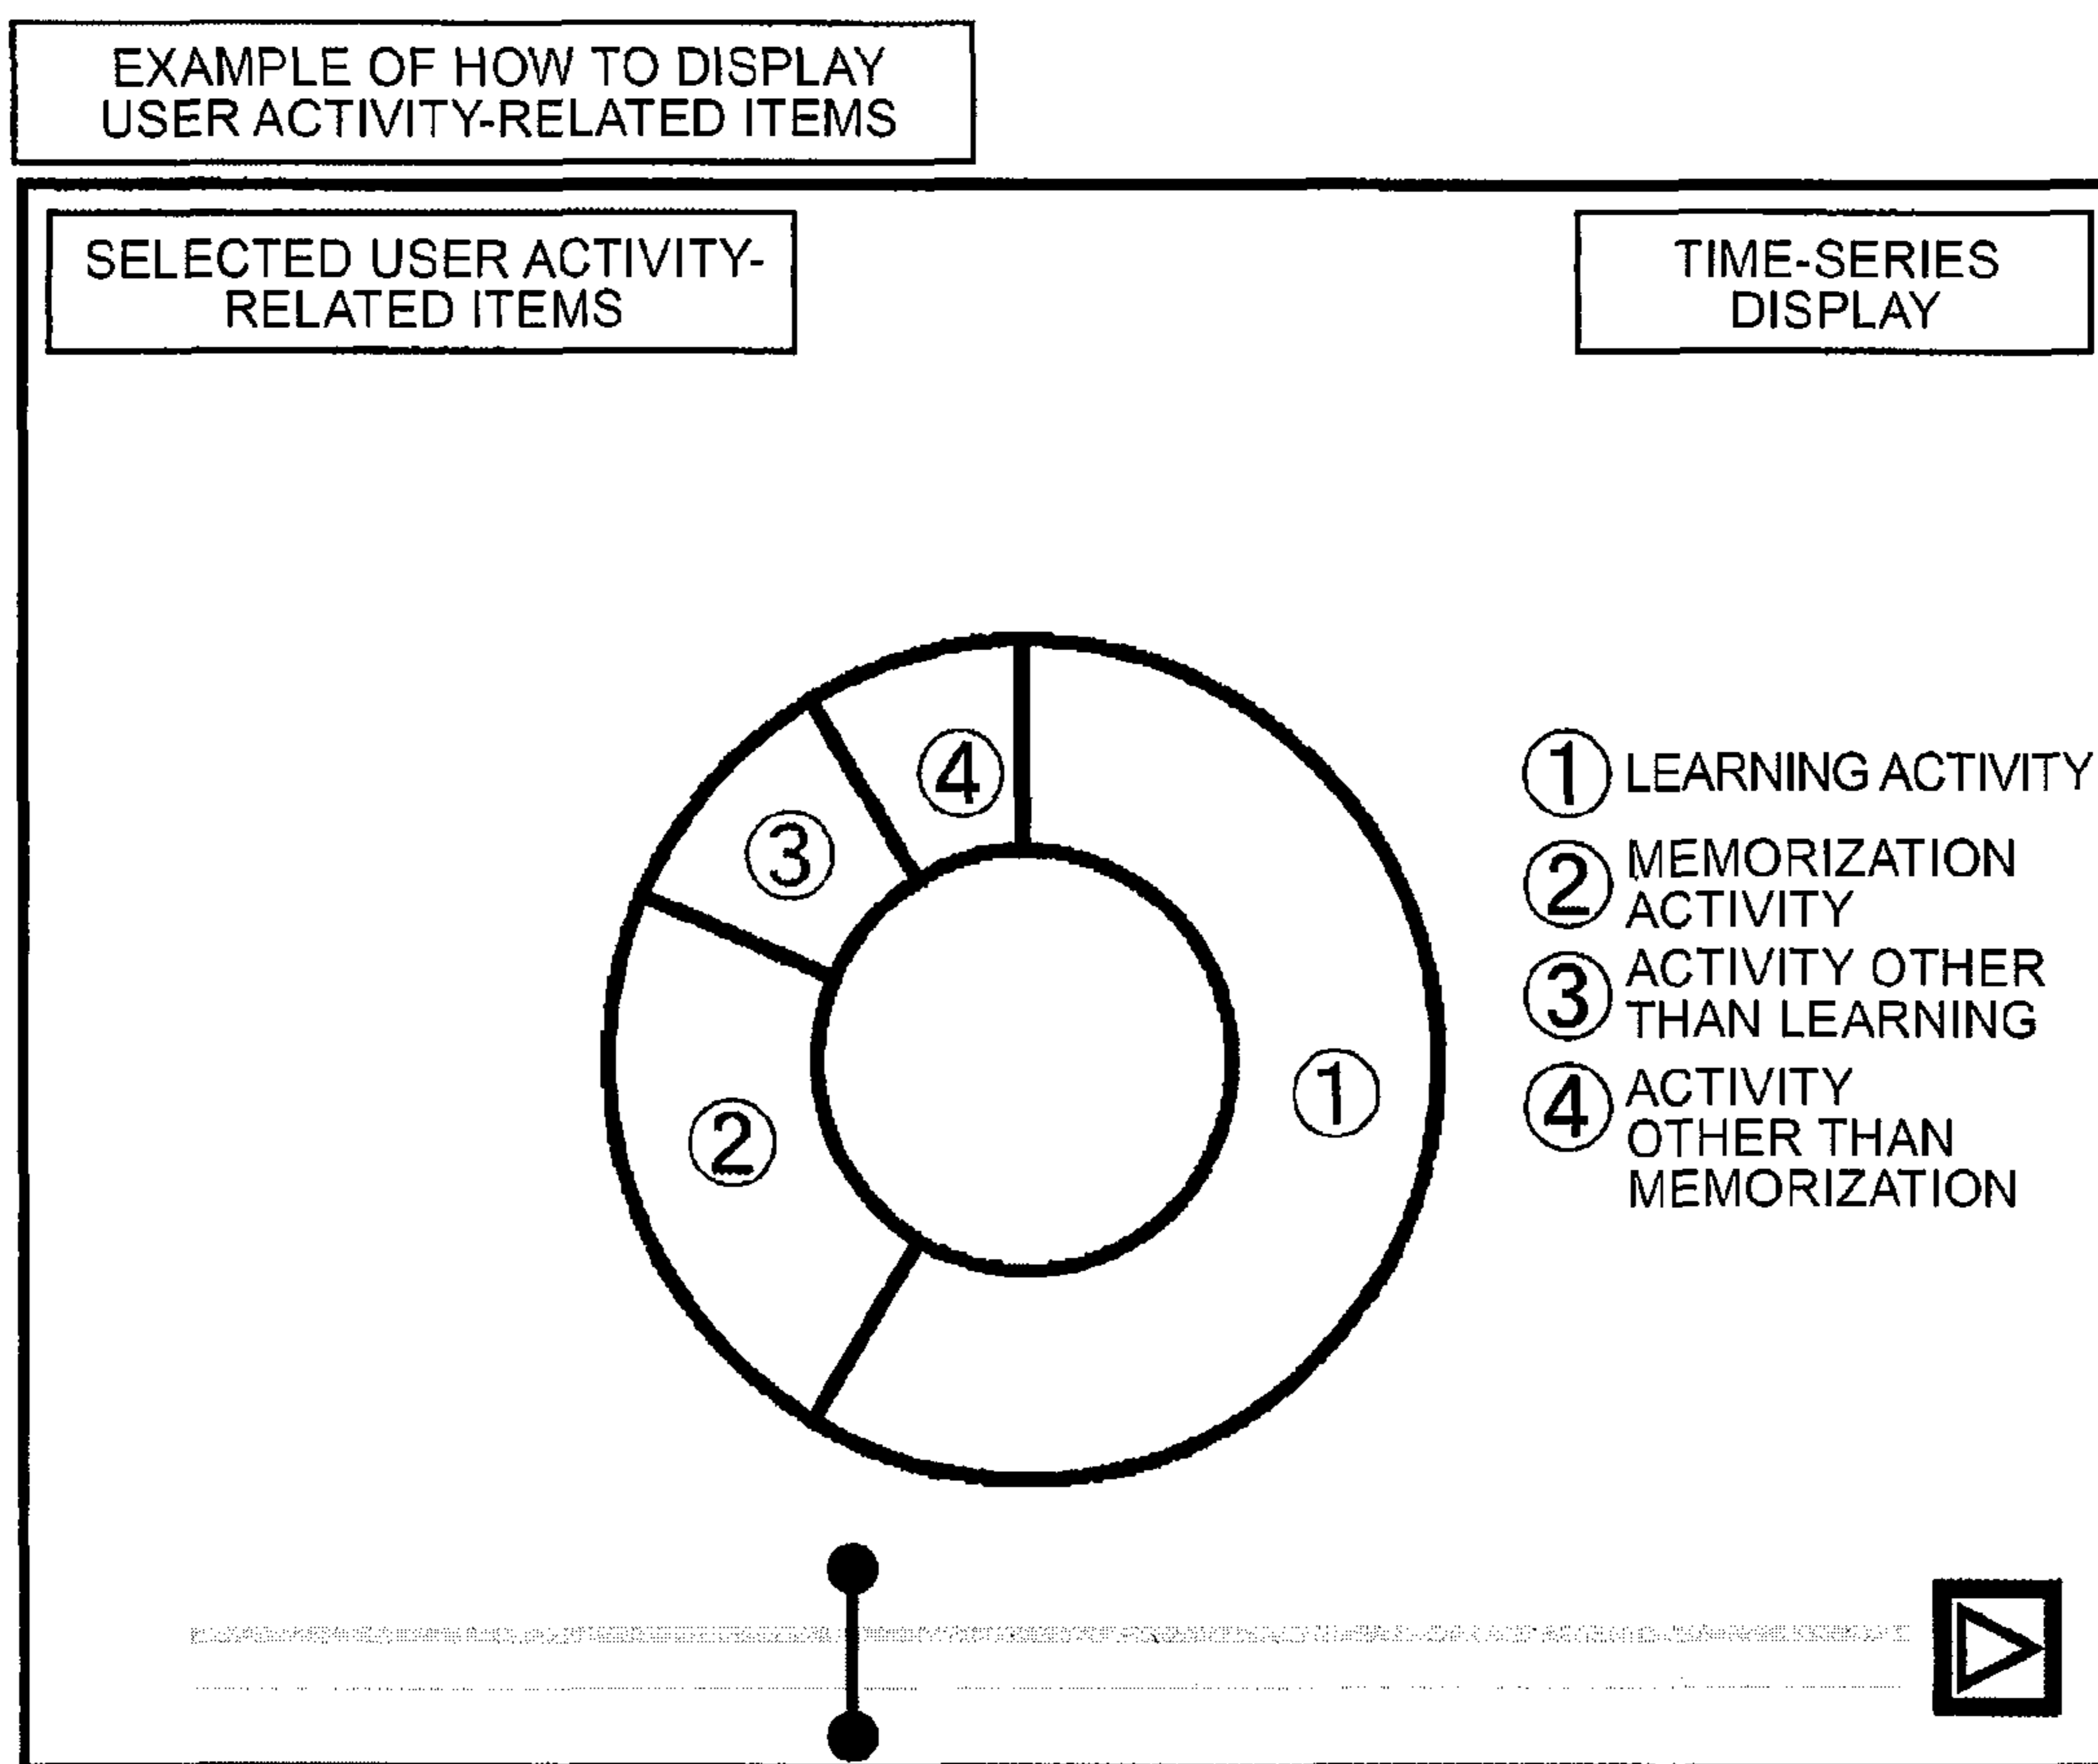 EXAMPLE OF HOW TO DISPLAY
USER ACTIVITY-RELATED ITEMS
SELECTED USER ACTIVITY-
RELATED ITEMS
TIME-SERIES
DISPLAY
④
③
①
②
① LEARNING ACTIVITY
② MEMORIZATION
ACTIVITY
③ ACTIVITY OTHER
THAN LEARNING
④ ACTIVITY
OTHER THAN
MEMORIZATION